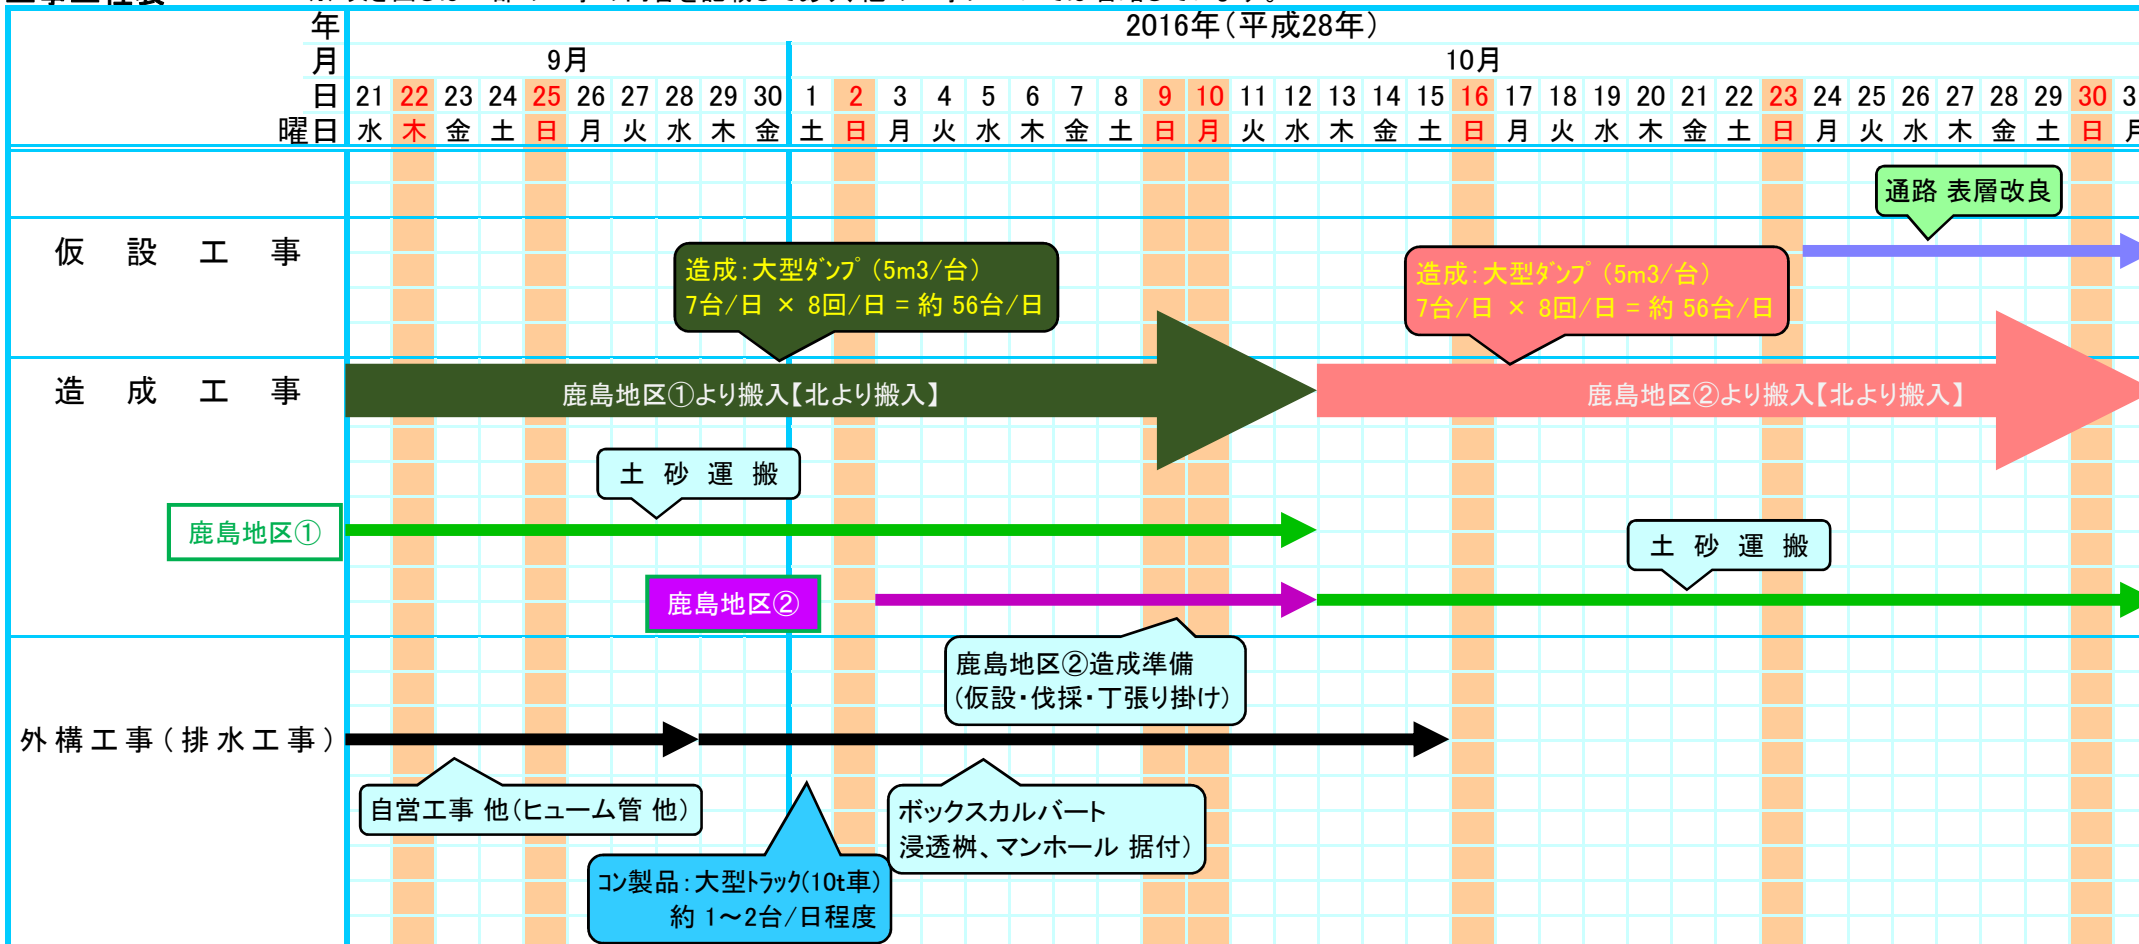 年 2016年(平成28年)
月 9月 10月
日 21 22 23 24 25 26 27 28 29 30 1 2 3 4 5 6 7 8 9 10 11 12 13 14 15 16 17 18 19 20 21 22 23 24 25 26 27 28 29 30
曜日 水 木 金 土 日 月 火 水 木 金 土 日 月 火 水 木 金 土 日 月 火 水 木 金 土 日 月 火 水 木 金 土 日 月 火 水 木 金 土 日 月
通路 表層改良
仮設工事
造成:大型ダンプ (5m3/台)
7台/日 × 8回/日 = 約 56台/日
造成:大型ダンプ (5m3/台)
7台/日 × 8回/日 = 約 56台/日
造成工事
鹿島地区①より搬入【北より搬入】
鹿島地区②より搬入【北より搬入】
土砂運搬
鹿島地区①
土砂運搬
鹿島地区②
鹿島地区②造成準備
(仮設・伐採・丁張り掛け)
外構工事(排水工事)
自営工事 他(ヒューム管 他)
ボックスカルバート
浸透桝、マンホール 据付)
コン製品:大型トラック(10t車)
約 1~2台/日程度